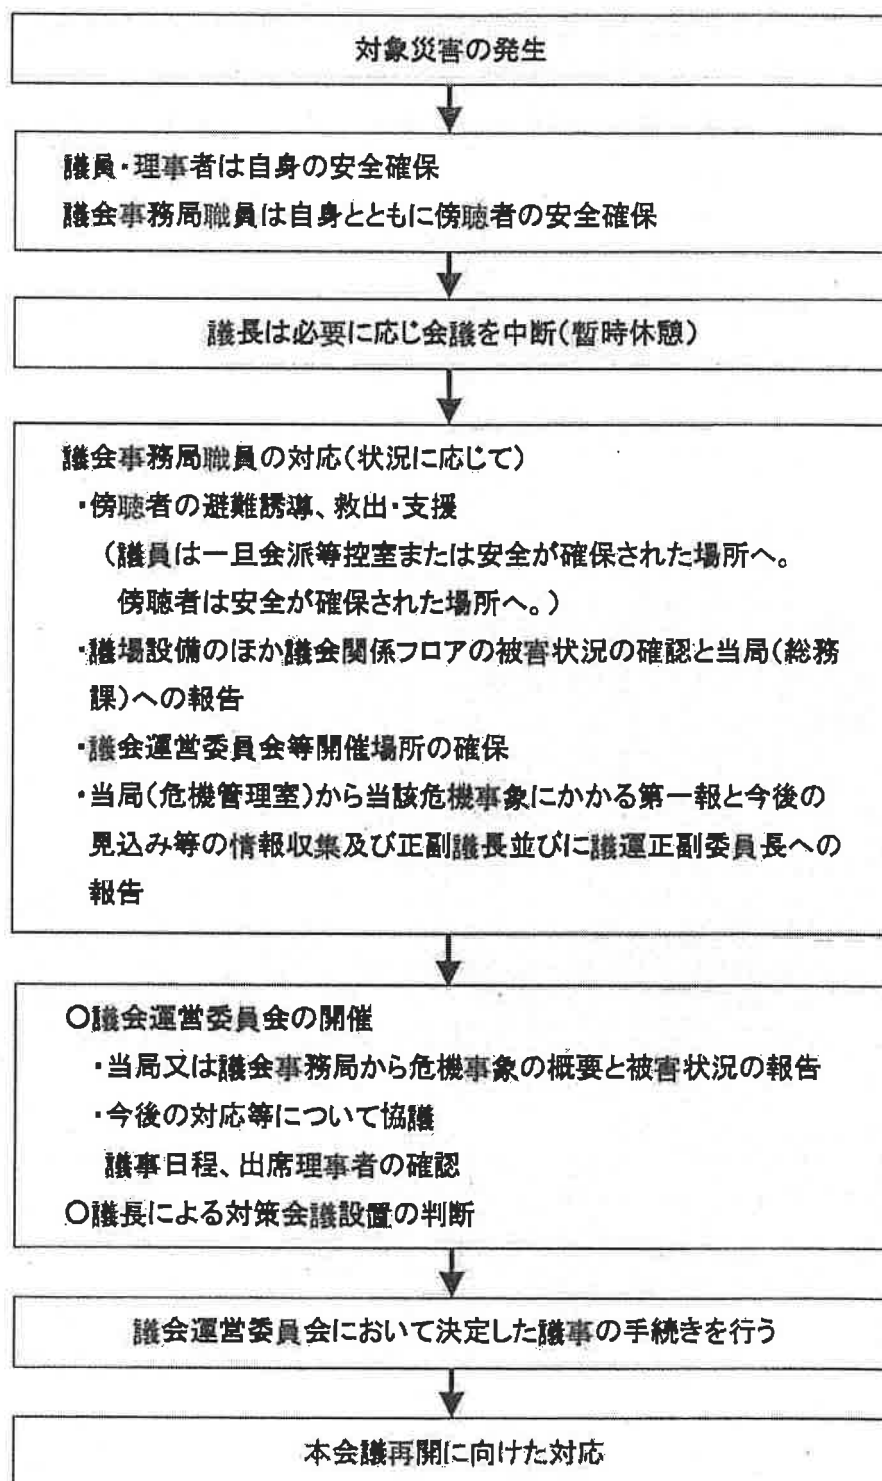 対象災害の発生
議員・理事者は自身の安全確保
議会事務局職員は自身とともに傍聴者の安全確保
議長は必要に応じ会議を中断(暫時休憩)
議会事務局職員の対応(状況に応じて)
・傍聴者の避難誘導、救出・支援
(議員は一旦会派等控室または安全が確保された場所へ。
傍聴者は安全が確保された場所へ。)
・議場設備のほか議会関係フロアの被害状況の確認と当局(総務
課)への報告
・議会運営委員会等開催場所の確保
・当局(危機管理室)から当該危機事象にかかる第一報と今後の
見込み等の情報収集及び正副議長並びに議運正副委員長への
報告
○議会運営委員会の開催
・当局又は議会事務局から危機事象の概要と被害状況の報告
・今後の対応等について協議
議事日程、出席理事者の確認
○議長による対策会議設置の判断
議会運営委員会において決定した議事の手続きを行う
本会議再開に向けた対応